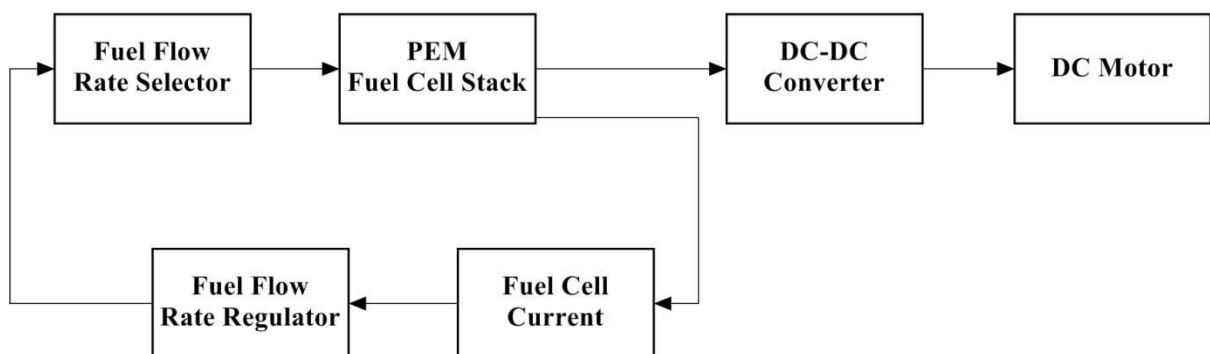 Fuel Flow
Rate Selector
PEM
Fuel Cell Stack
DC-DC
Converter
DC Motor
Fuel Flow
Rate Regulator
Fuel Cell
Current